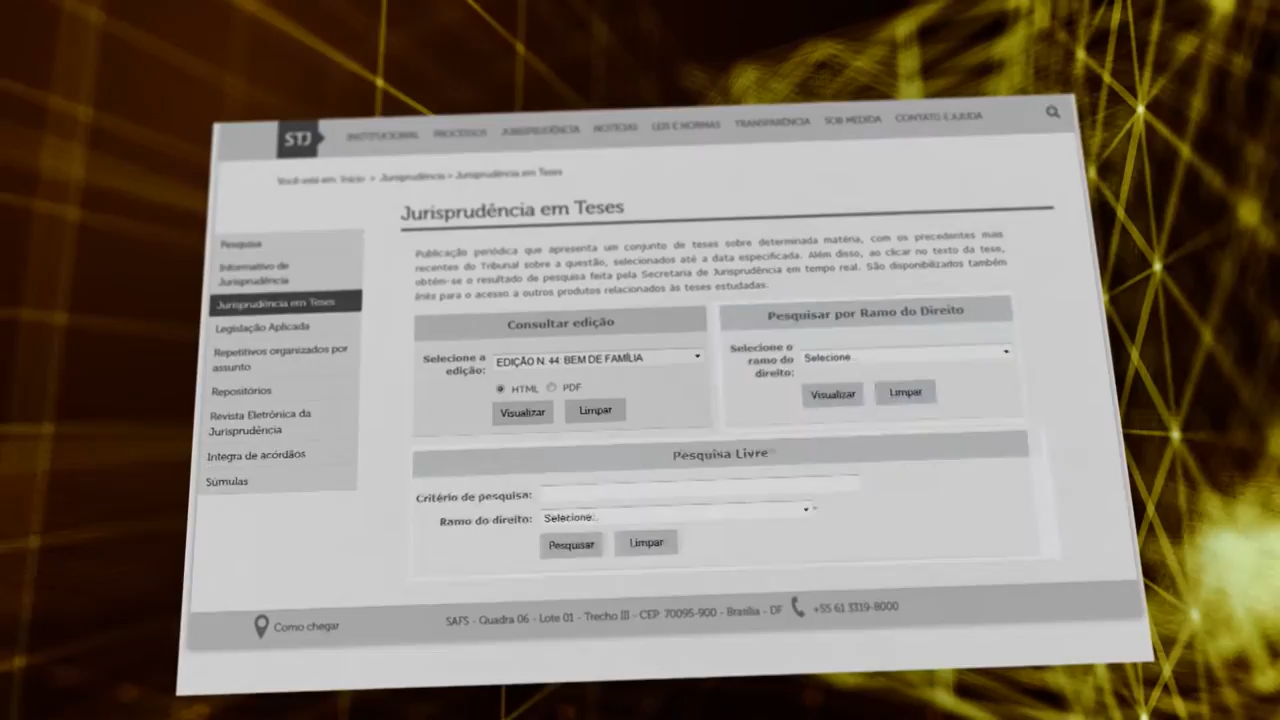 STJ
INSTITUCIONAL PROCESSOS JURISPRUDÊNCIA NOTÍCIAS LEIS E NORMAS TRANSPARÊNCIA SOB MEDIDA CONTATO E AJUDA
Você está em: Início > Jurisprudência > Jurisprudência em Teses
Jurisprudência em Teses
Publicação periódica que apresenta um conjunto de teses sobre determinada matéria, com os precedentes mais
recentes do Tribunal sobre a questão, selecionados até a data especificada. Além disso, ao clicar no texto da tese,
obtém-se o resultado de pesquisa feita pela Secretaria de Jurisprudência em tempo real. São disponibilizados também
links para o acesso a outros produtos relacionados às teses estudadas.
Pesquisa
Informativo de
Jurisprudência
Jurisprudência em Teses
Legislação Aplicada
Repetitivos organizados por
assunto
Repositórios
Revista Eletrônica da
Jurisprudência
Íntegra de acórdãos
Súmulas
Consultar edição
Selecione a
edição:
EDIÇÃO N. 44: BEM DE FAMÍLIA
HTML PDF
Visualizar Limpar
Pesquisar por Ramo do Direito
Selecione o
ramo do
direito:
Selecione
Visualizar Limpar
Pesquisa Livre
Critério de pesquisa:
Ramo do direito: Selecione..
Pesquisar Limpar
Como chegar
SAFS - Quadra 06 - Lote 01 - Trecho III - CEP 70095-900 - Brasília - DF +55 61 3319-8000